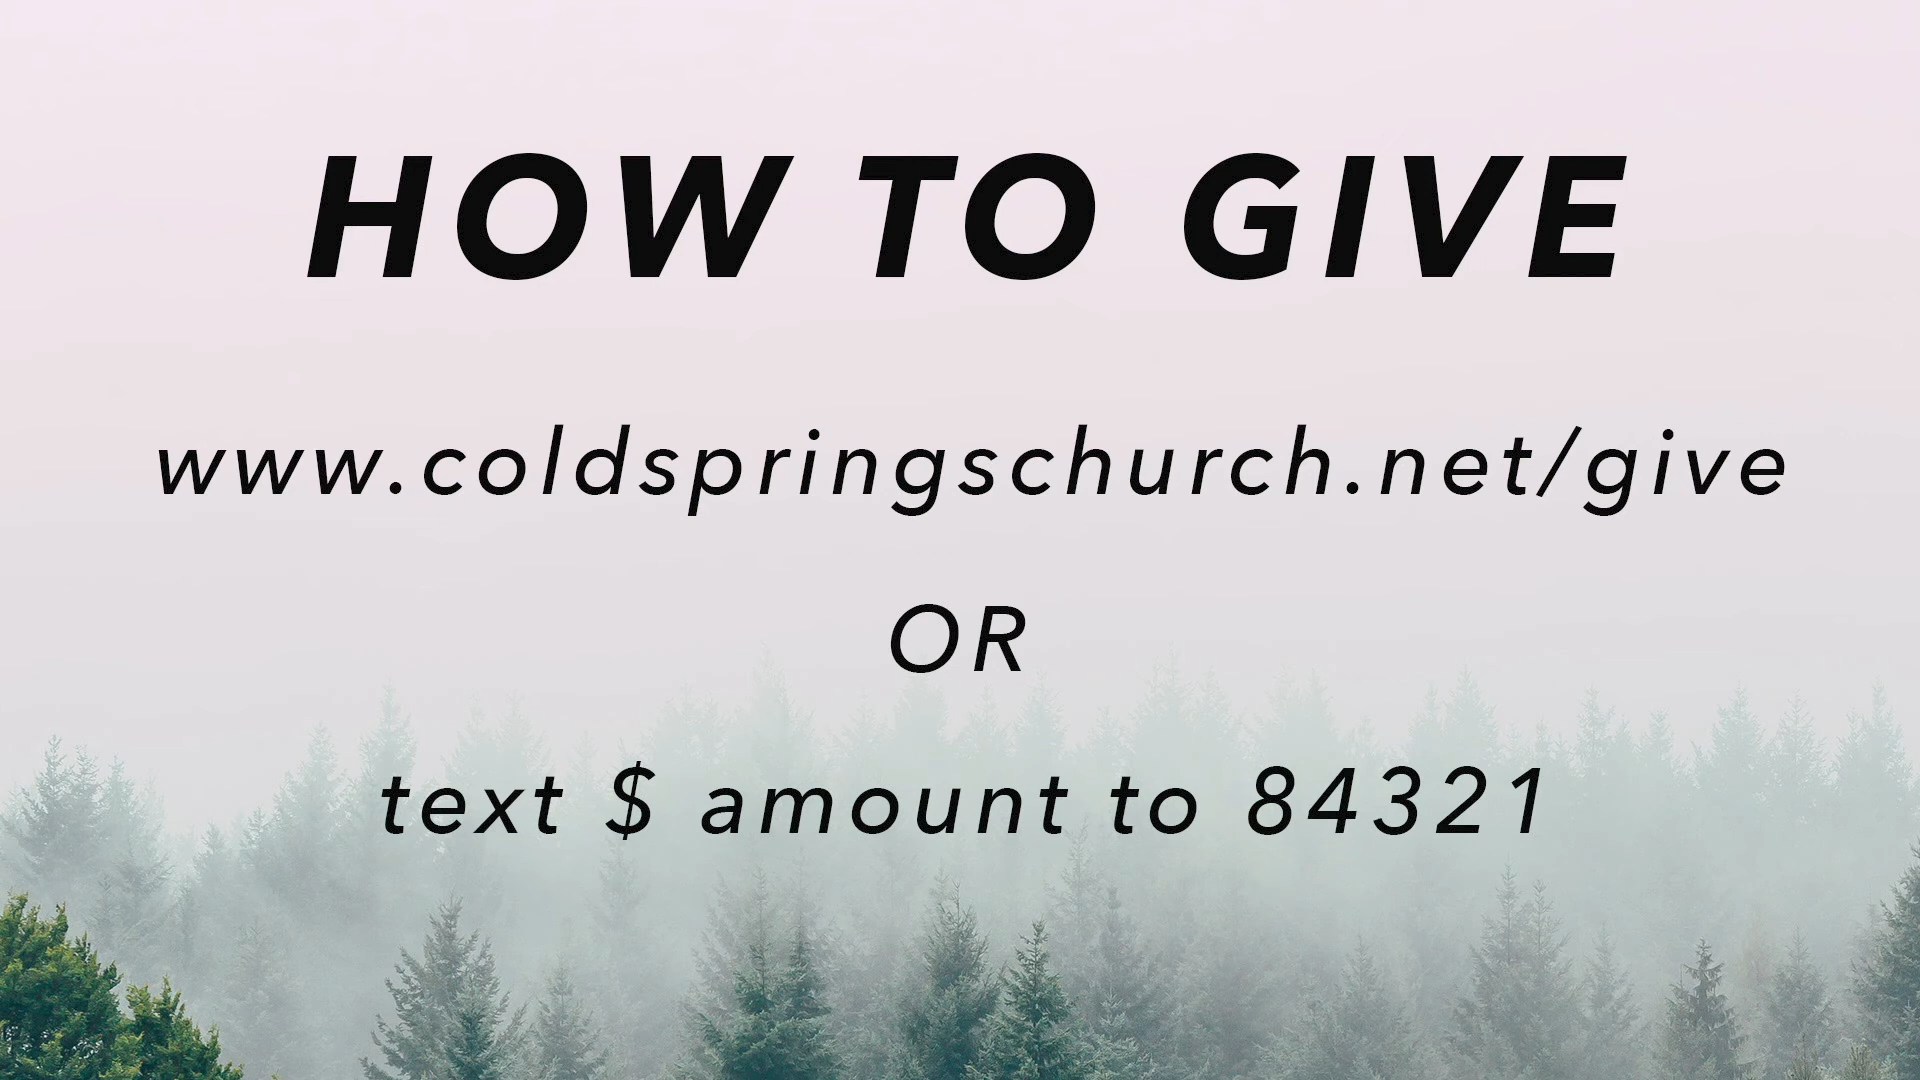 HOW TO GIVE
www.coldspringschurch.net/give
OR
text $ amount to 84321